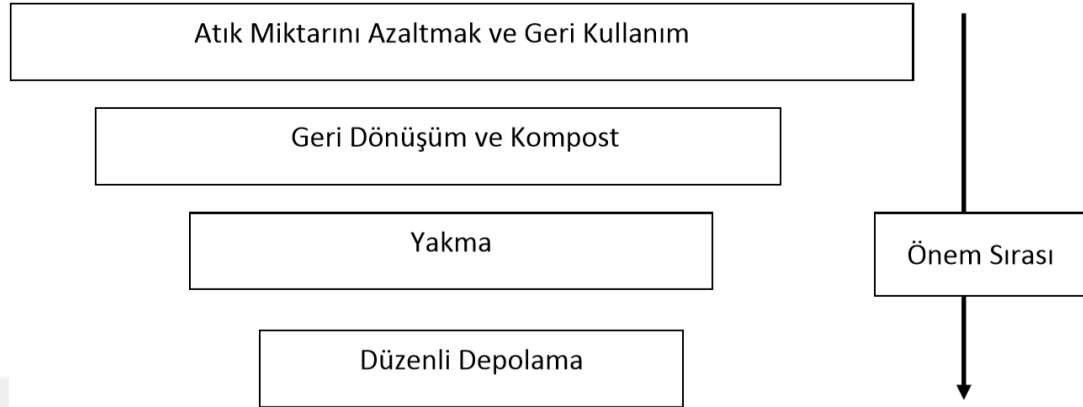 Atık Miktarını Azaltmak ve Geri Kullanım
Geri Dönüşüm ve Kompost
Yakma
Önem Sırası
Düzenli Depolama